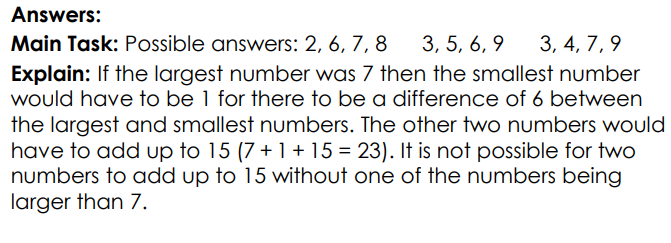 Answers:
Main Task: Possible answers: 2, 6, 7, 8 3, 5, 6, 9 3, 4, 7, 9
Explain: If the largest number was 7 then the smallest number
would have to be 1 for there to be a difference of 6 between
the largest and smallest numbers. The other two numbers would
have to add up to 15 (7 + 1 + 15 = 23). It is not possible for two
numbers to add up to 15 without one of the numbers being
larger than 7.